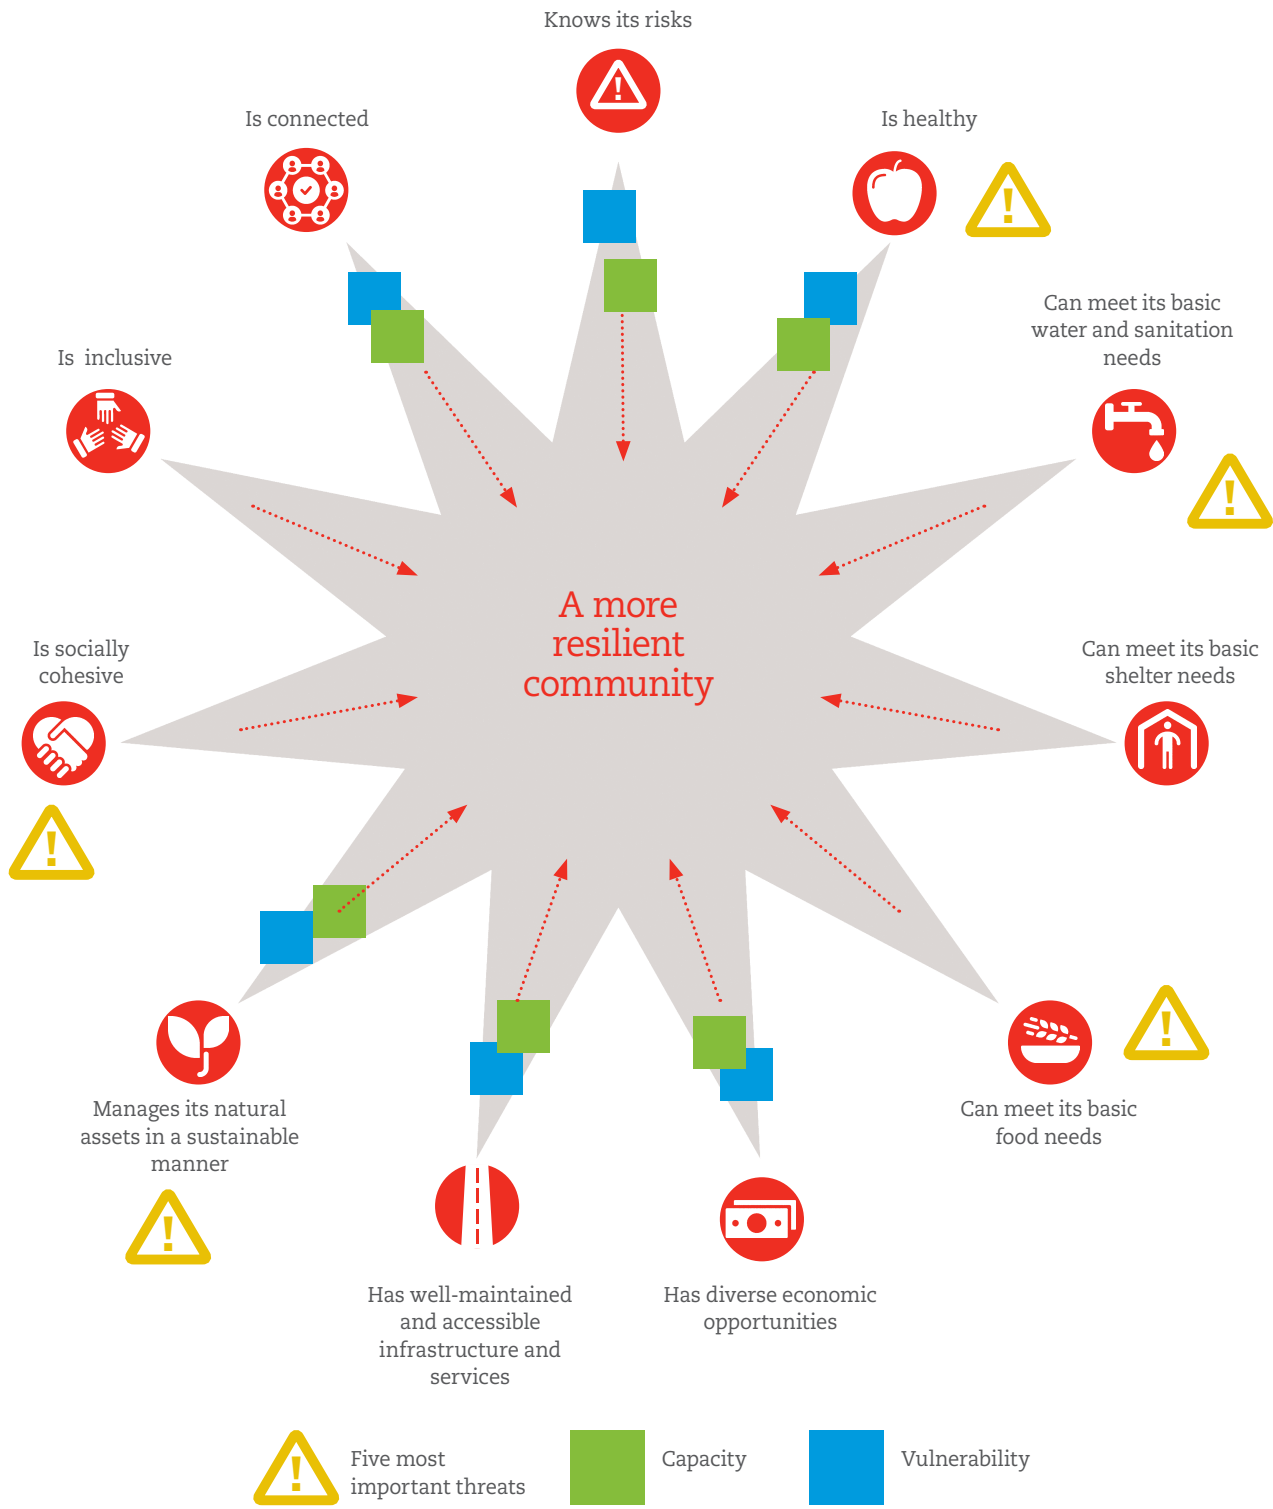 Knows its risks
Is connected
Is healthy
Can meet its basic
water and sanitation
needs
Is inclusive
A more
resilient
community
Is socially
cohesive
Can meet its basic
shelter needs
Manages its natural
assets in a sustainable
manner
Can meet its basic
food needs
Has well-maintained
and accessible
infrastructure and
services
Has diverse economic
opportunities
Five most
important threats
Capacity
Vulnerability